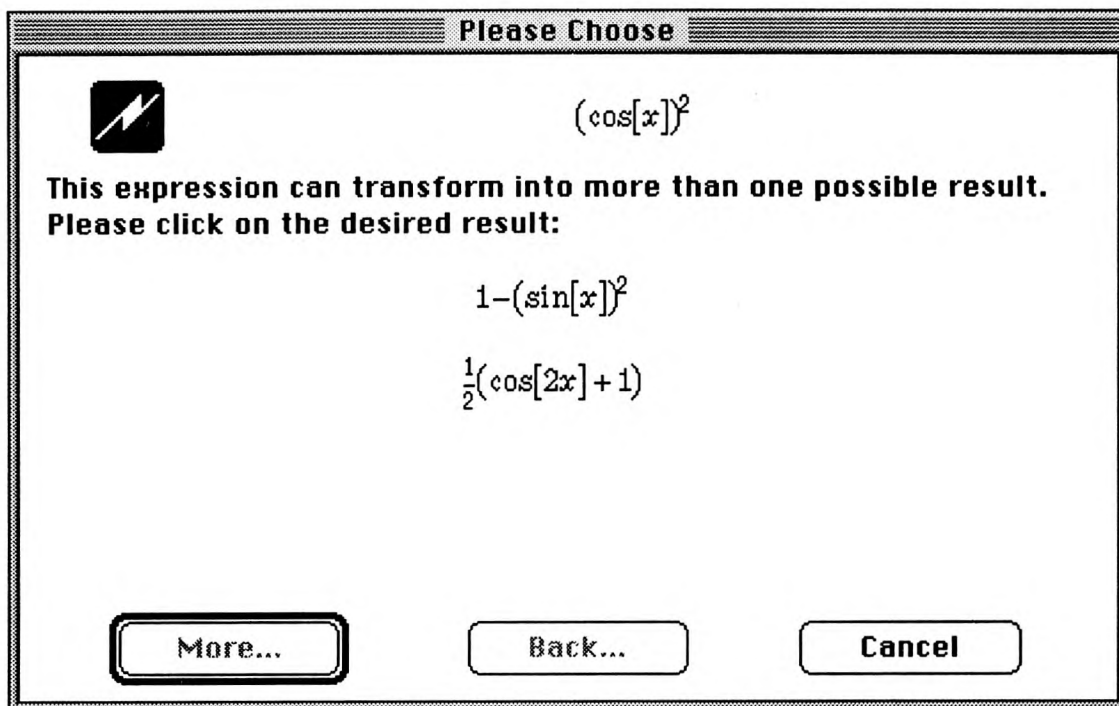 Please Choose
(cos[x])²
This expression can transform into more than one possible result.
Please click on the desired result:
1−(sin[x])²
½(cos[2x]+1)
More... Back... Cancel